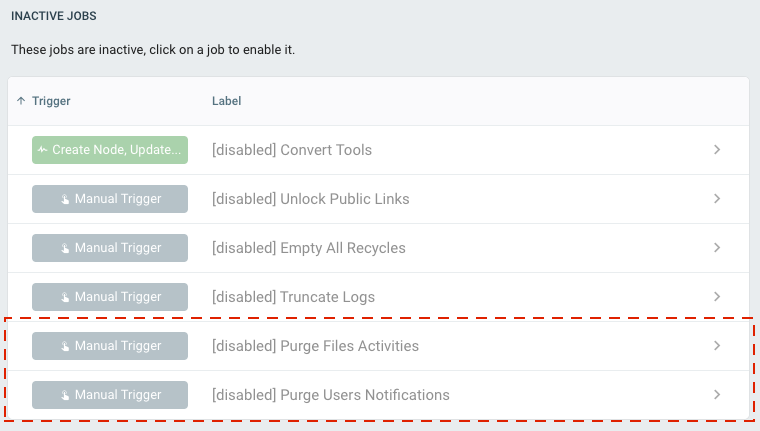 INACTIVE JOBS
These jobs are inactive, click on a job to enable it.
Trigger Label
Create Node, Update... [disabled] Convert Tools
Manual Trigger [disabled] Unlock Public Links
Manual Trigger [disabled] Empty All Recycles
Manual Trigger [disabled] Truncate Logs
Manual Trigger [disabled] Purge Files Activities
Manual Trigger [disabled] Purge Users Notifications